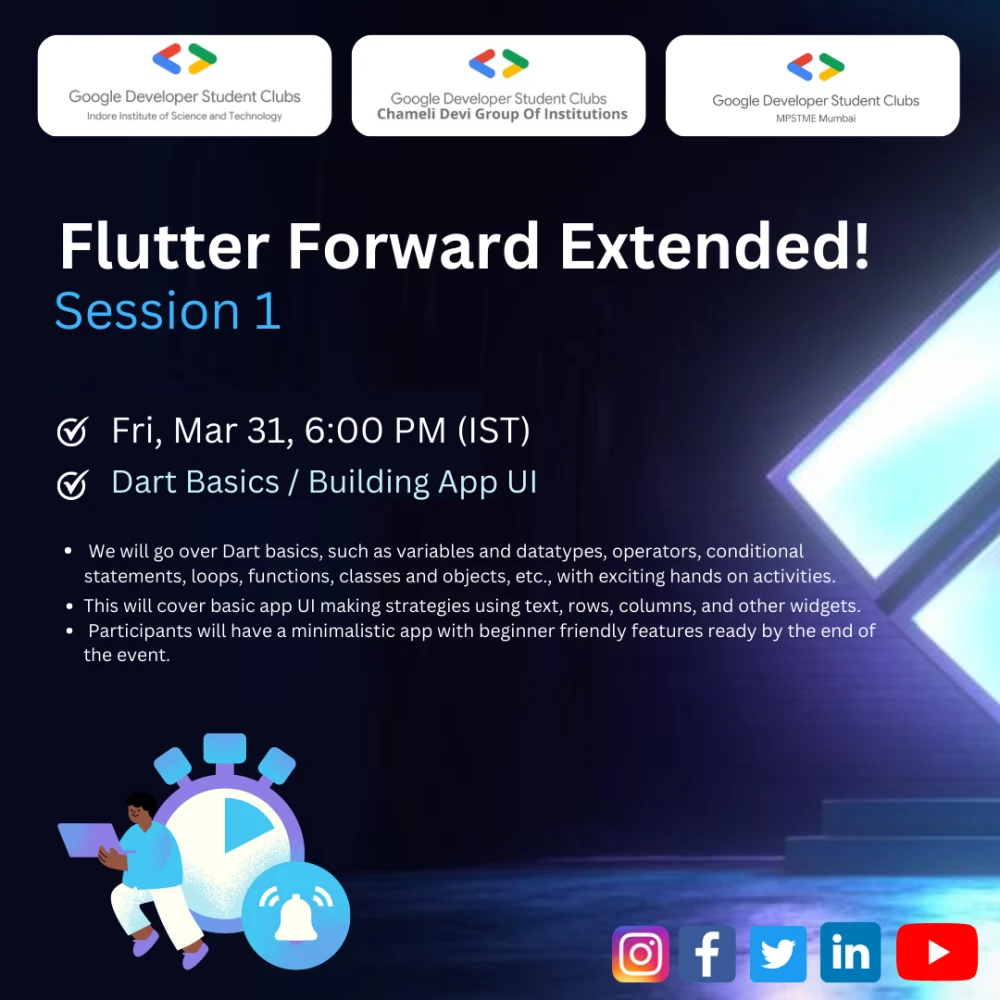 Google Developer Student Clubs
Indore Institute of Science and Technology
Google Developer Student Clubs
Chameli Devi Group Of Institutions
Google Developer Student Clubs
MPSTME Mumbai
Flutter Forward Extended!
Session 1
Fri, Mar 31, 6:00 PM (IST)
Dart Basics / Building App UI
• We will go over Dart basics, such as variables and datatypes, operators, conditional
statements, loops, functions, classes and objects, etc., with exciting hands on activities.
• This will cover basic app UI making strategies using text, rows, columns, and other widgets.
• Participants will have a minimalistic app with beginner friendly features ready by the end of
the event.